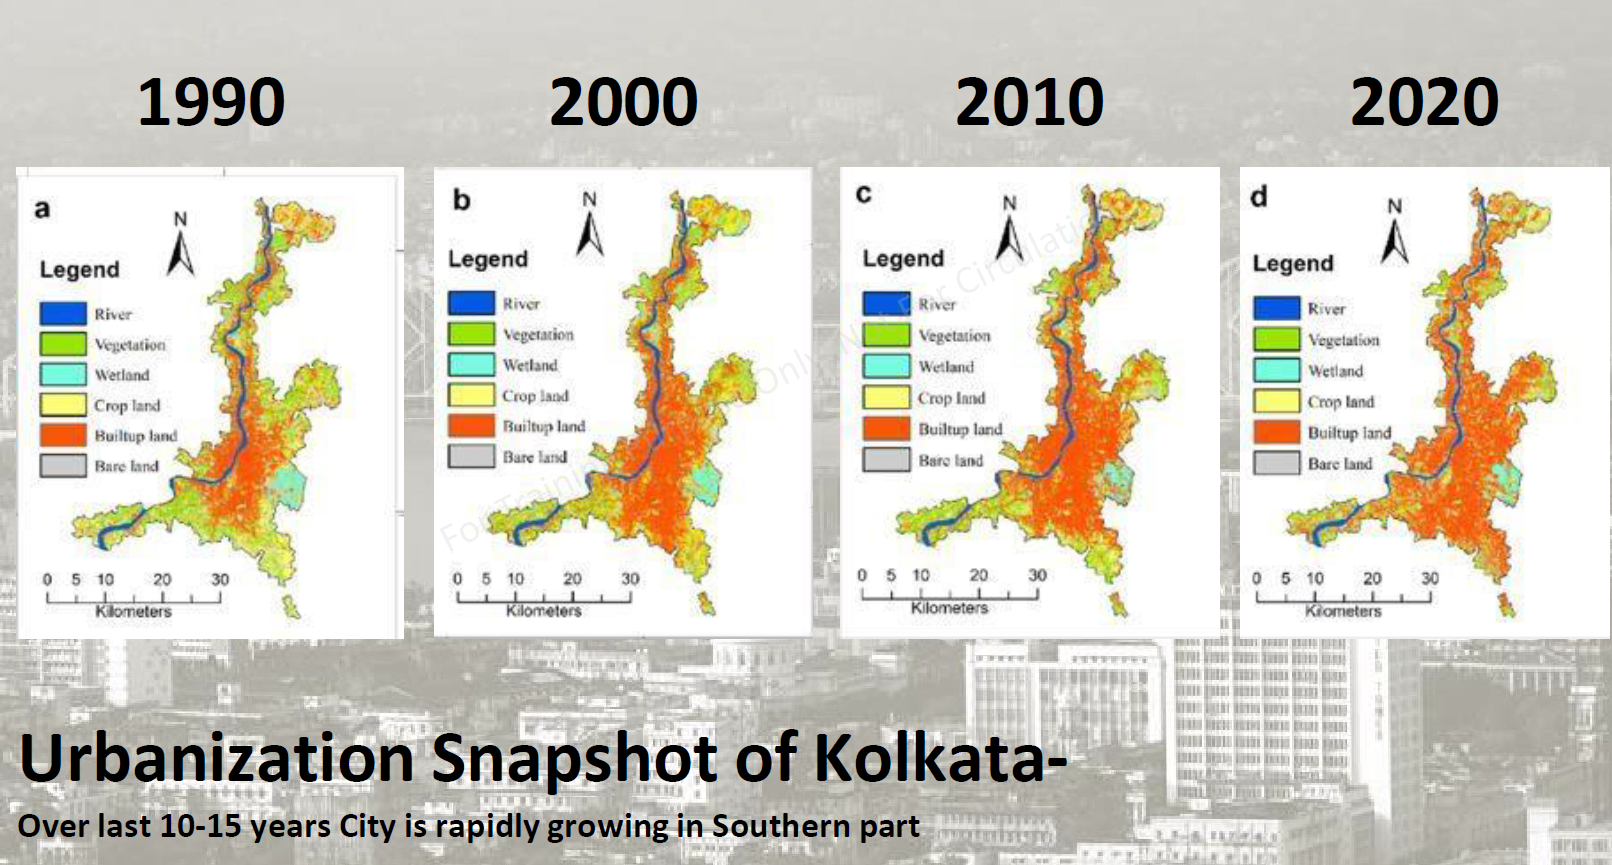 1990
2000
2010
2020
a
N
Legend
River
Vegetation
Wetland
Crop land
Builtup land
Bare land
0 5 10 20 30
Kilometers
b
N
Legend
River
Vegetation
Wetland
Crop land
Builtup land
Bare land
0 5 10 20 30
Kilometers
c
N
Legend
River
Vegetation
Wetland
Crop land
Builtup land
Bare land
0 5 10 20 30
Kilometers
d
N
Legend
River
Vegetation
Wetland
Crop land
Builtup land
Bare land
0 5 10 20 30
Kilometers
Urbanization Snapshot of Kolkata-
Over last 10-15 years City is rapidly growing in Southern part